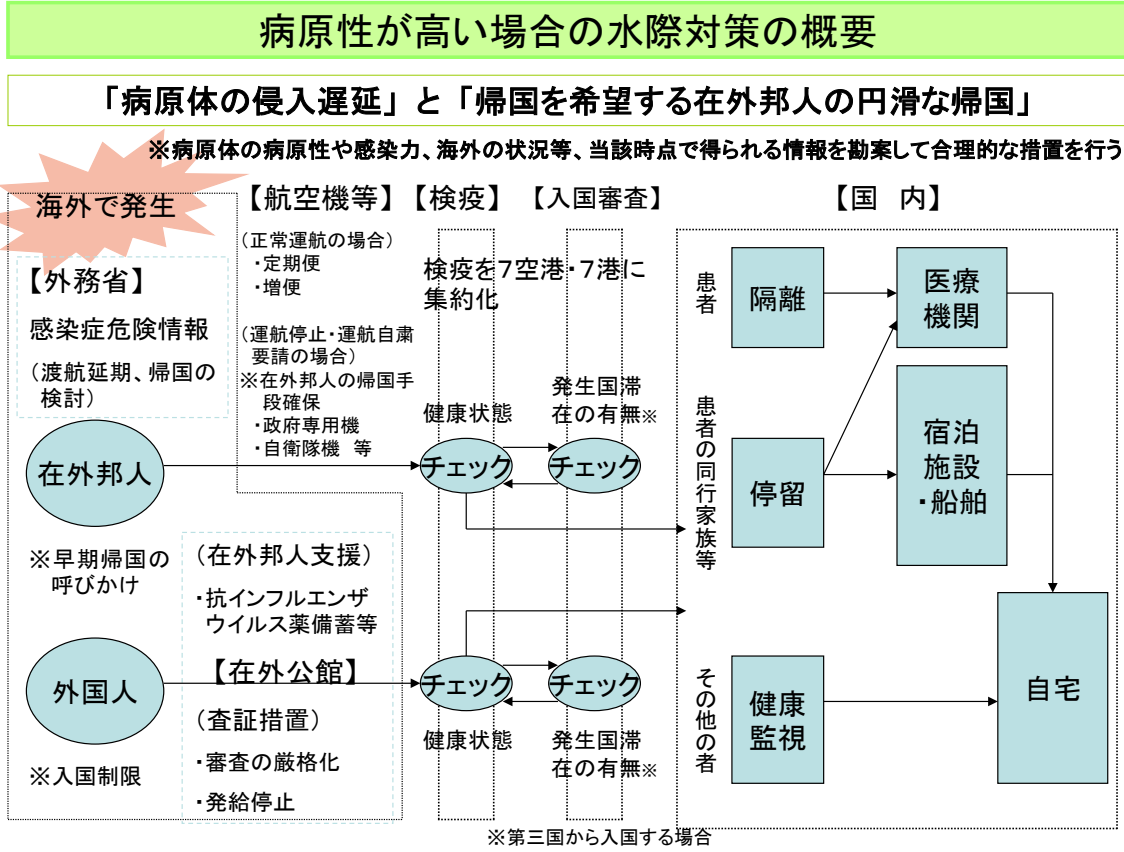 病原性が高い場合の水際対策の概要
「病原体の侵入遅延」と「帰国を希望する在外邦人の円滑な帰国」
※病原体の病原性や感染力、海外の状況等、当該時点で得られる情報を勘案して合理的な措置を行う
海外で発生
【外務省】
感染症危険情報
(渡航延期、帰国の
検討)
在外邦人
※早期帰国の
呼びかけ
外国人
※入国制限
(在外邦人支援)
・抗インフルエンザ
ウイルス薬備蓄等
【在外公館】
(査証措置)
・審査の厳格化
・発給停止
【航空機等】
(正常運航の場合)
・定期便
・増便
(運航停止・運航自粛
要請の場合)
※在外邦人の帰国手
段確保
・政府専用機
・自衛隊機 等
【検疫】
【入国審査】
検疫を7空港・7港に
集約化
健康状態
発生国滞
在の有無※
チェック
チェック
チェック
チェック
健康状態
発生国滞
在の有無※
※第三国から入国する場合
【国 内】
患者
隔離
医療
機関
患者の同行家族等
停留
宿泊
施設
・船舶
その他の者
健康
監視
自宅